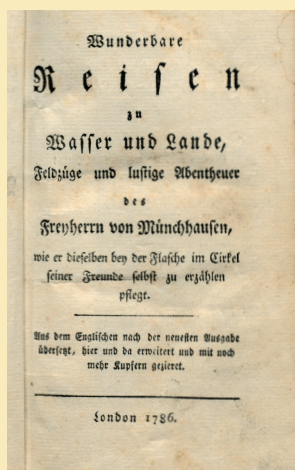 Wunderbare
Reisen
zu
Wasser und Lande,
Feldzüge und lustige Abentheuer
des
Freyherrn von Münchhausen,
wie er dieselben bey der Flasche im Cirkel
seiner Freunde selbst zu erzählen
pflegt.
Aus dem Englischen nach der neuesten Ausgabe
übersetzt, hier und da erweitert und mit noch
mehr Kupfern gezieret.
London 1786.